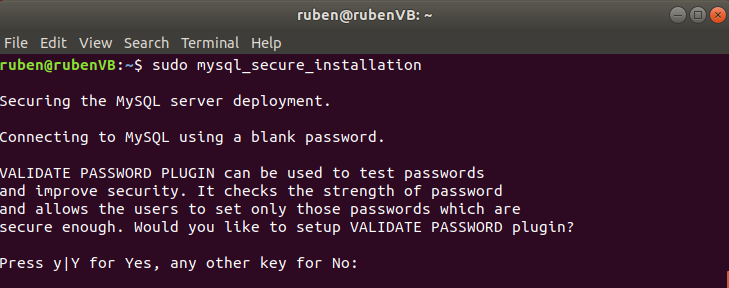 ruben@rubenVB: ~
File Edit View Search Terminal Help
ruben@rubenVB:~$ sudo mysql_secure_installation
Securing the MySQL server deployment.
Connecting to MySQL using a blank password.
VALIDATE PASSWORD PLUGIN can be used to test passwords
and improve security. It checks the strength of password
and allows the users to set only those passwords which are
secure enough. Would you like to setup VALIDATE PASSWORD plugin?
Press y|Y for Yes, any other key for No: